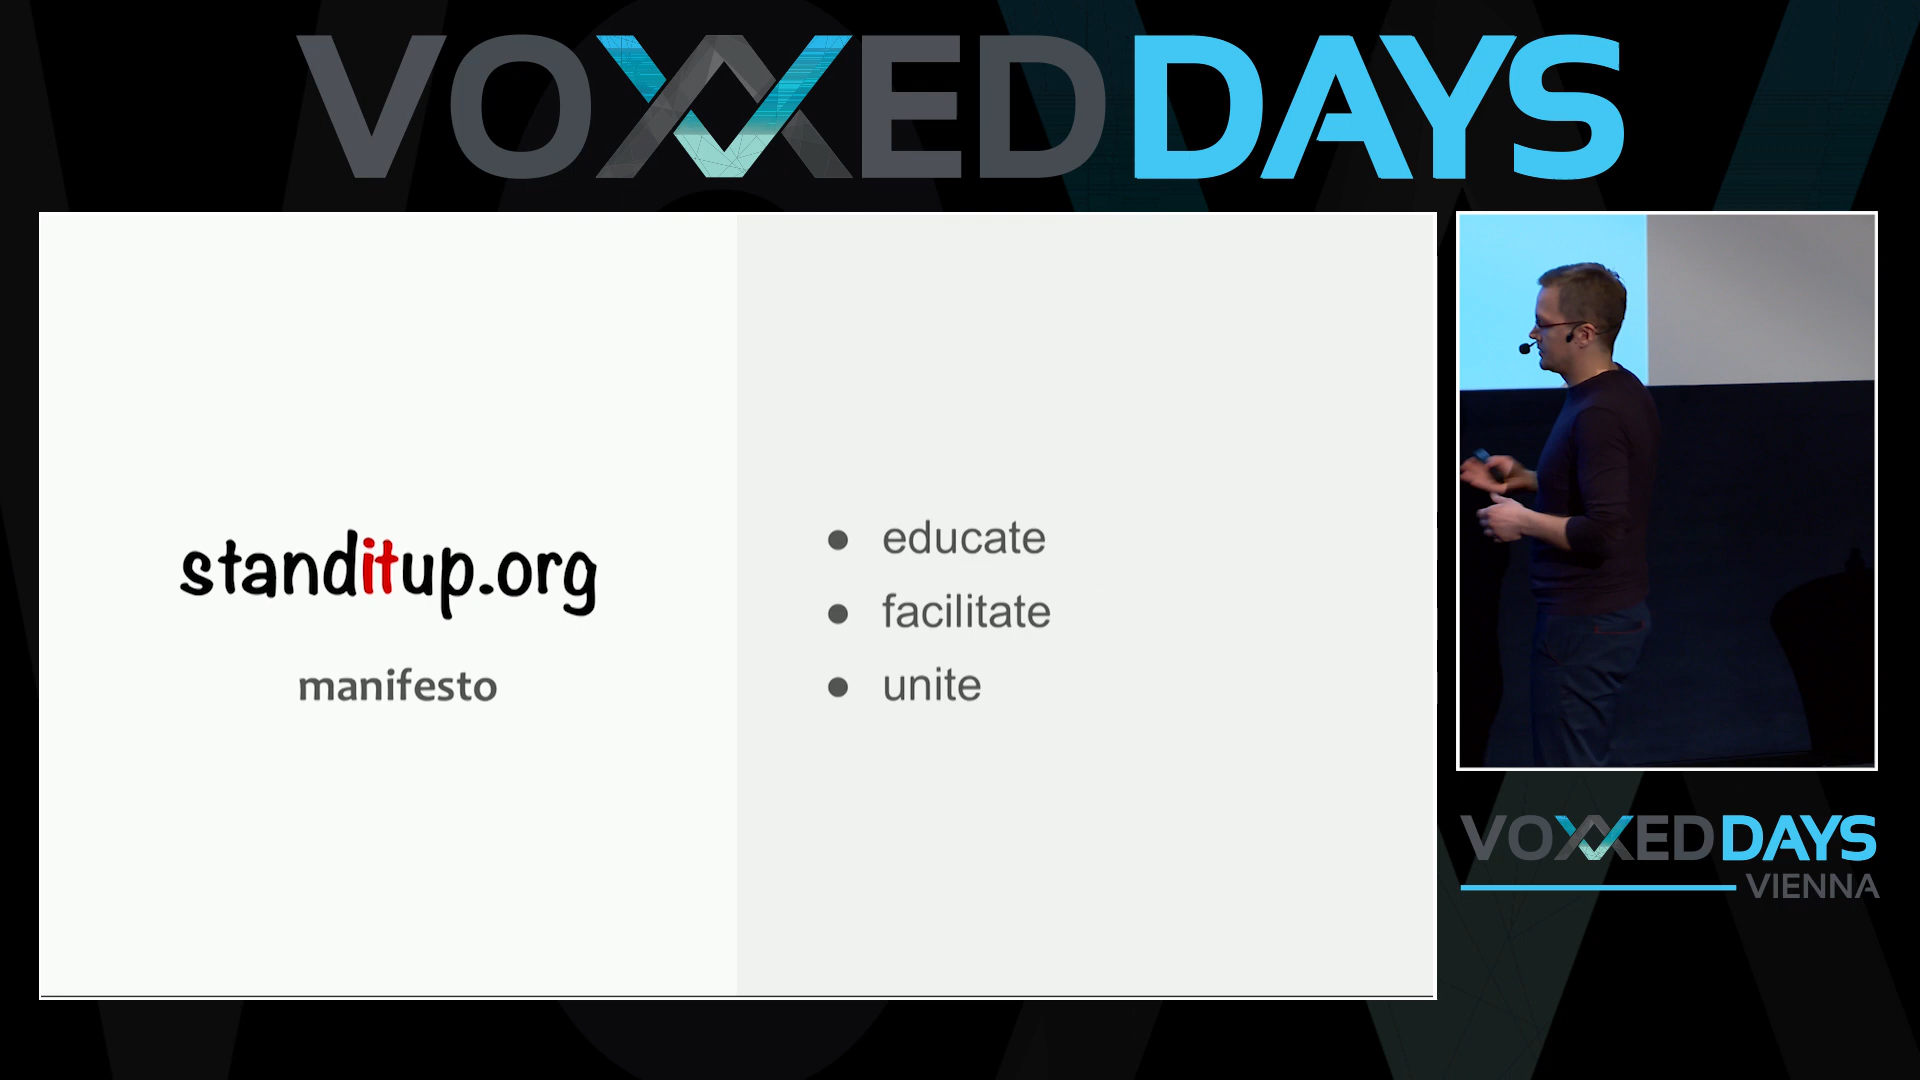 VOXXED DAYS
standitup.org
manifesto
educate
facilitate
unite
VOXXED DAYS
VIENNA